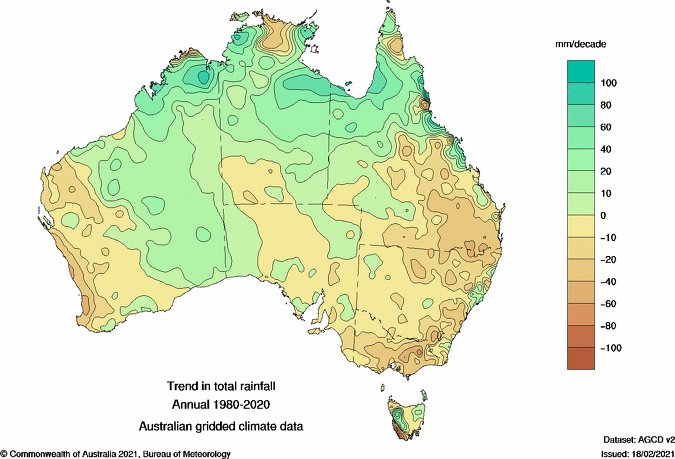 mm/decade
100
80
60
40
20
10
0
-10
-20
-40
-60
-80
-100
Trend in total rainfall
Annual 1980-2020
Australian gridded climate data
Dataset: AGCD v2
© Commonwealth of Australia 2021, Bureau of Meteorology
Issued: 18/02/2021